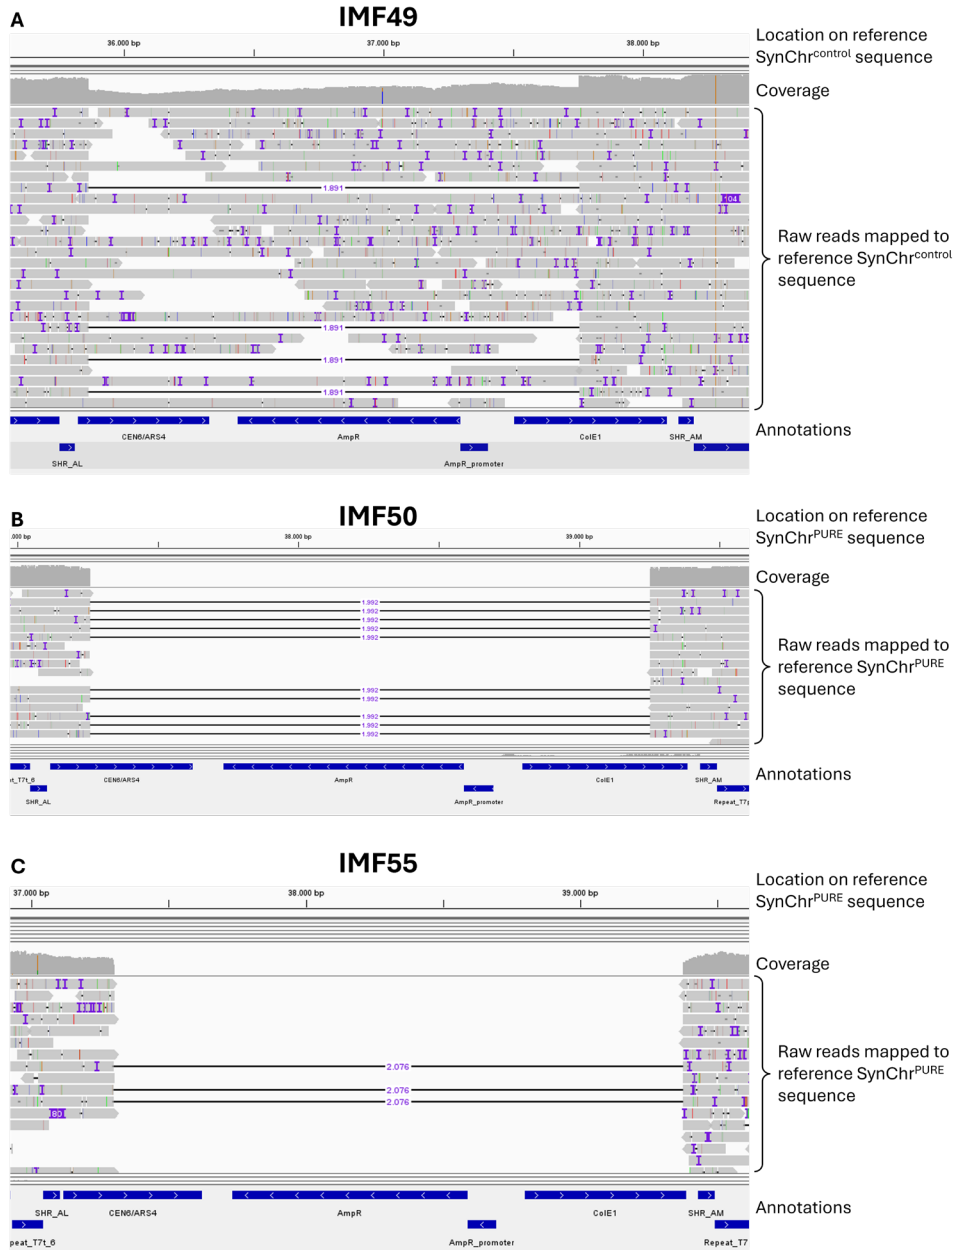 A
IMF49
Location on reference
SynChrcontrol sequence
36.000 bp
37.000 bp
38.000 bp
Coverage
1.891
104
Raw reads mapped to
reference SynChrcontrol
sequence
1.891
1.891
1.891
CEN6/ARS4
AmpR
ColE1
SHR_AM
Annotations
SHR_AL
AmpR_promoter
B
IMF50
Location on reference
SynChrPURE sequence
.000 bp
38.000 bp
39.000 bp
Coverage
1.992
1.992
1.992
1.992
1.992
1.992
1.992
1.992
1.992
1.992
Raw reads mapped to
reference SynChrPURE
sequence
at_T7t_6
CEN6/ARS4
AmpR
ColE1
SHR_AM
Annotations
SHR_AL
AmpR_promoter
Repeat_T7p
C
IMF55
Location on reference
SynChrPURE sequence
37.000 bp
38.000 bp
39.000 bp
Coverage
Raw reads mapped to
reference SynChrPURE
sequence
2.076
2.076
2.076
80
SHR_AL
CEN6/ARS4
AmpR
ColE1
SHR_AM
Annotations
peat_T7t_6
AmpR_promoter
Repeat_T7